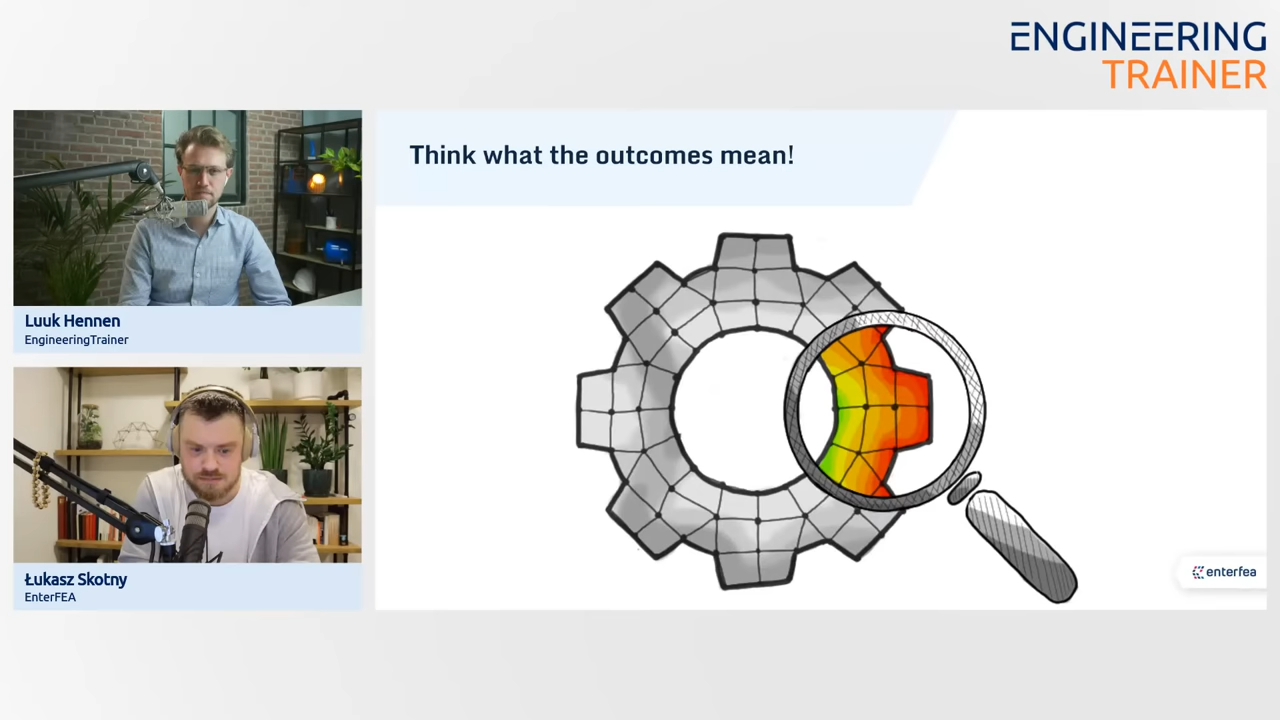 ENGINEERING
TRAINER
Think what the outcomes mean!
Luuk Hennen
EngineeringTrainer
Łukasz Skotny
EnterFEA
enterfea